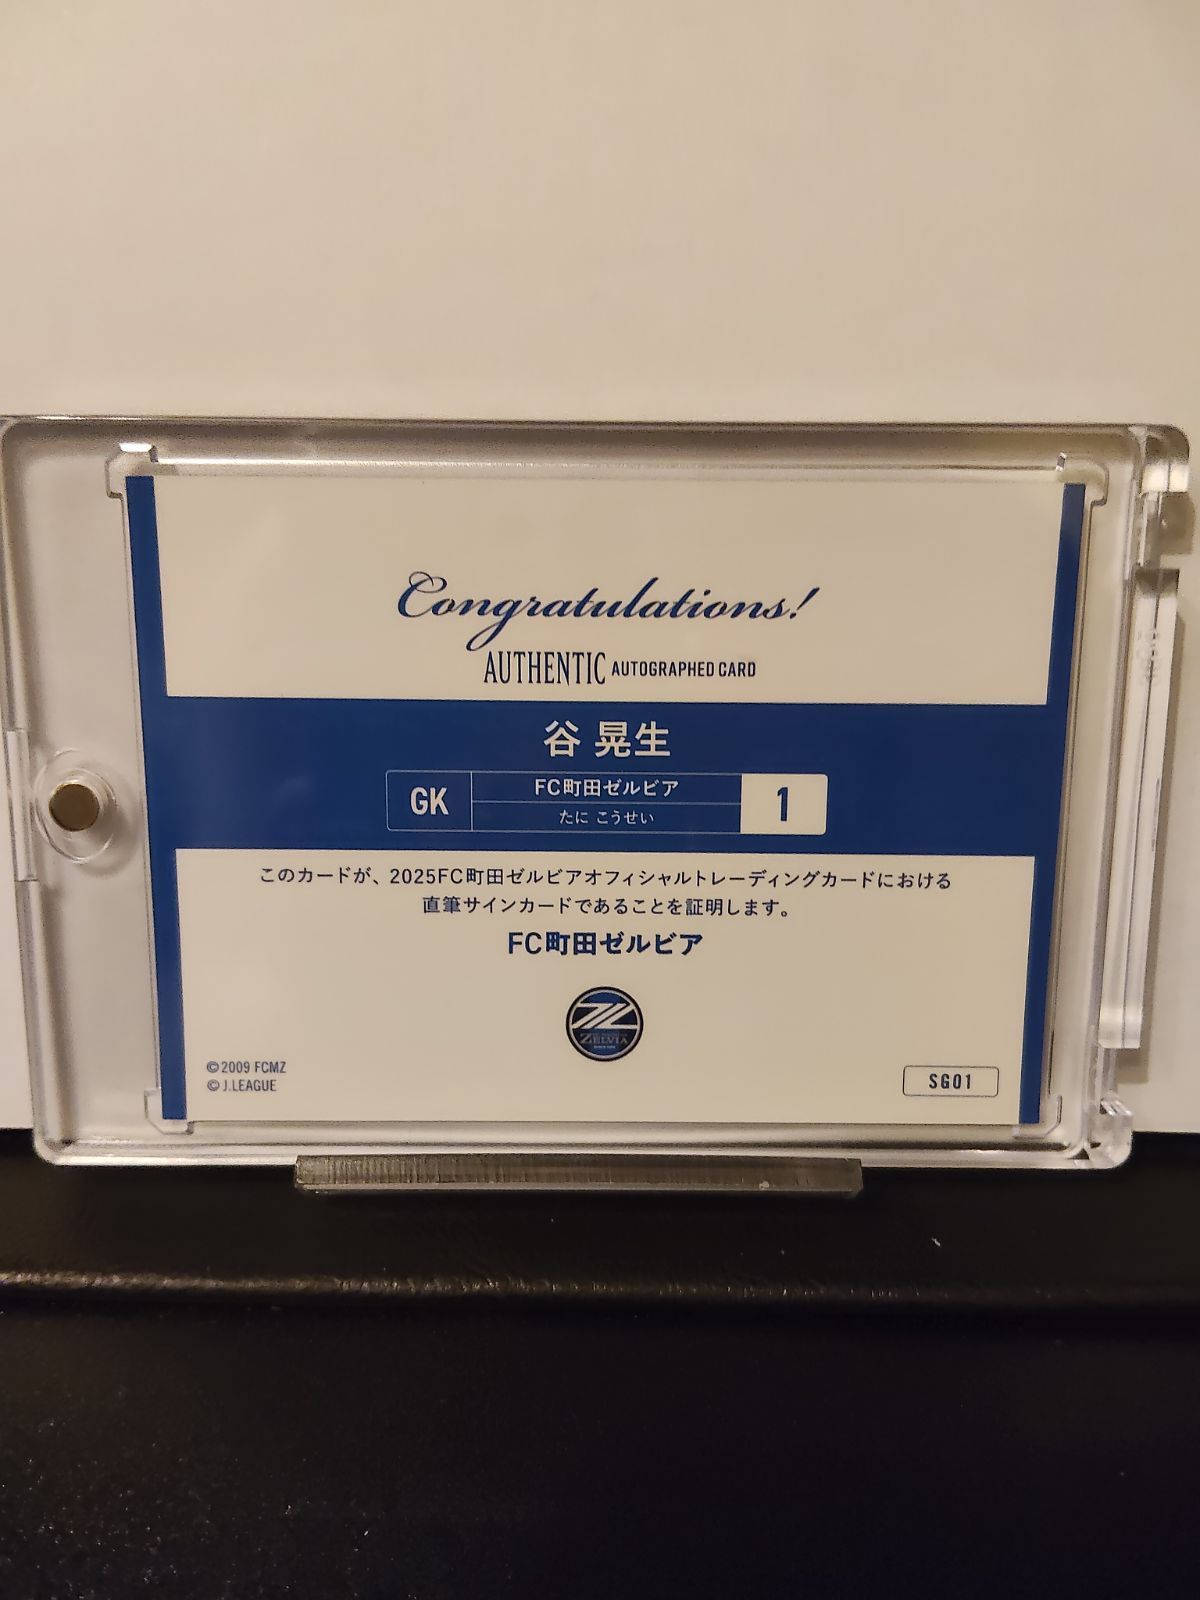 Congratulations!
AUTHENTIC AUTOGRAPHED CARD
谷 晃生
GK
FC町田ゼルビア
たに こうせい
1
このカードが、2025FC町田ゼルビアオフィシャルトレーディングカードにおける
直筆サインカードであることを証明します。
FC町田ゼルビア
ZELVIA
©2009 FCMZ
©J.LEAGUE
SG01